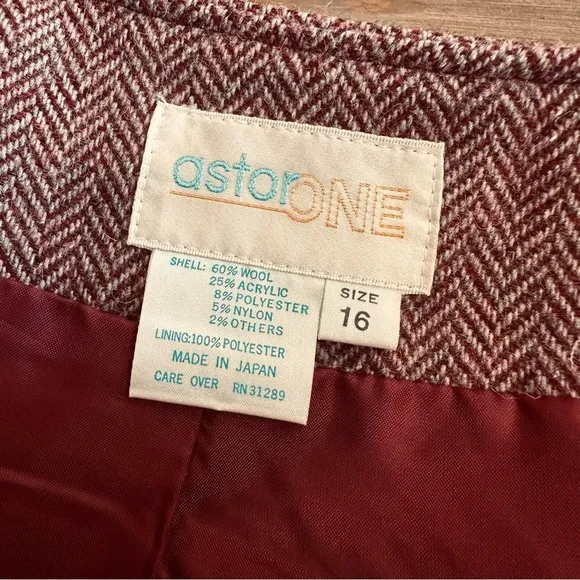 astorONE
SHELL: 60% WOOL
25% ACRYLIC
8% POLYESTER
5% NYLON
2% OTHERS
LINING:100% POLYESTER
MADE IN JAPAN
CARE OVER RN31289
SIZE
16